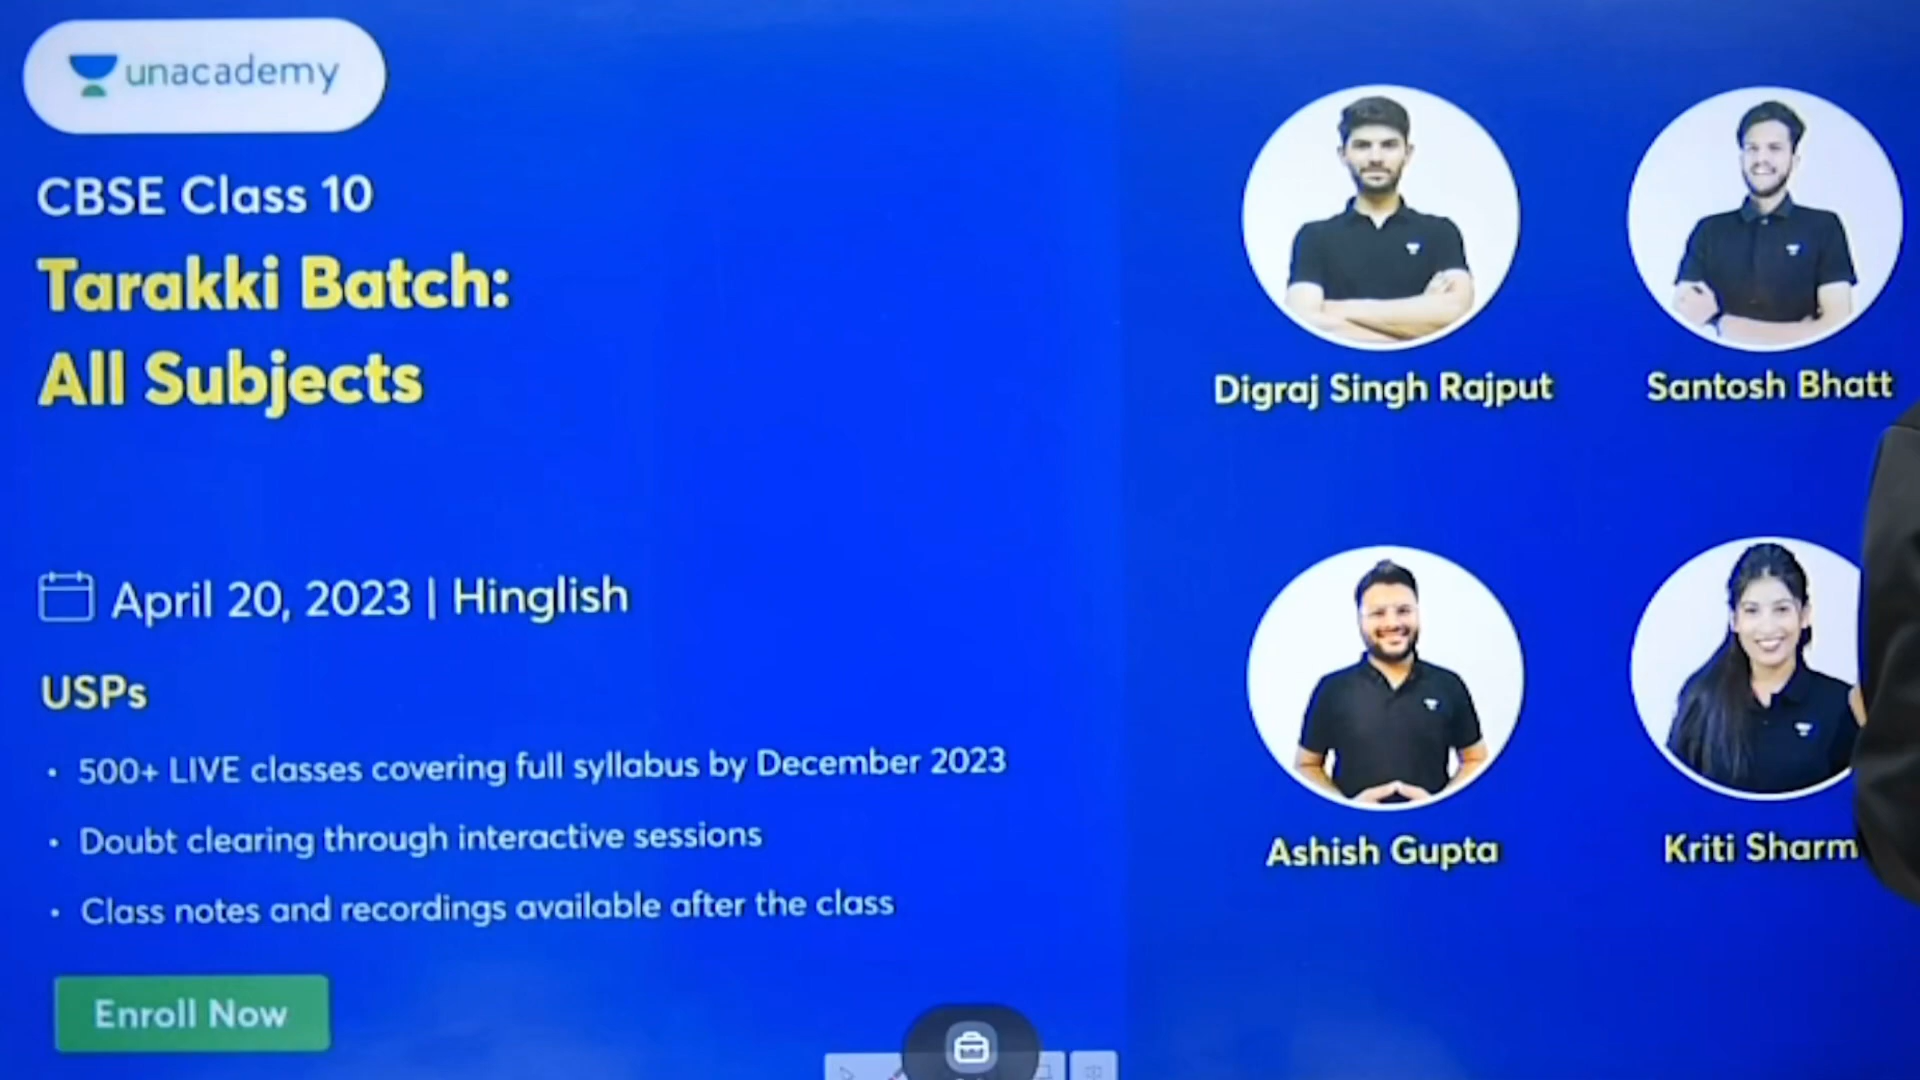 unacademy
CBSE Class 10
Tarakki Batch:
All Subjects
April 20, 2023 | Hinglish
USPs
• 500+ LIVE classes covering full syllabus by December 2023
• Doubt clearing through interactive sessions
• Class notes and recordings available after the class
Enroll Now
Digraj Singh Rajput
Santosh Bhatt
Ashish Gupta
Kriti Sharm